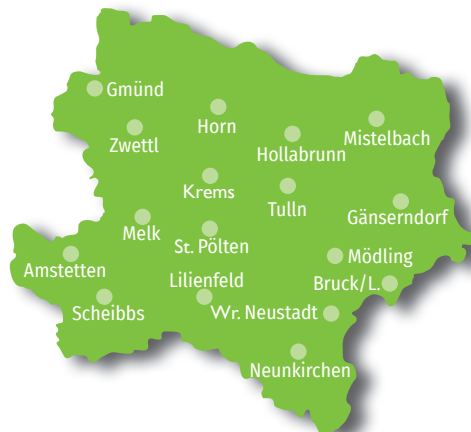 Gmünd
Horn
Mistelbach
Zwettl
Hollabrunn
Krems
Tulln
Gänserndorf
Melk
St. Pölten
Mödling
Amstetten
Lilienfeld
Bruck/L.
Scheibbs
Wr. Neustadt
Neunkirchen